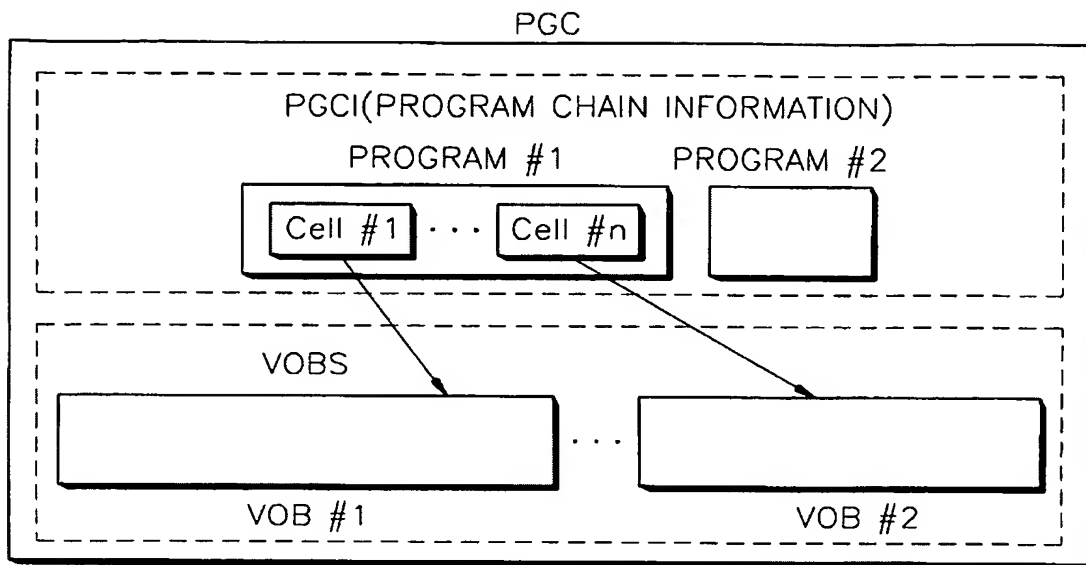 PGC
PGCI(PROGRAM CHAIN INFORMATION)
PROGRAM #1 PROGRAM #2
Cell #1 · · · Cell #n
VOBS
· · ·
VOB #1 VOB #2